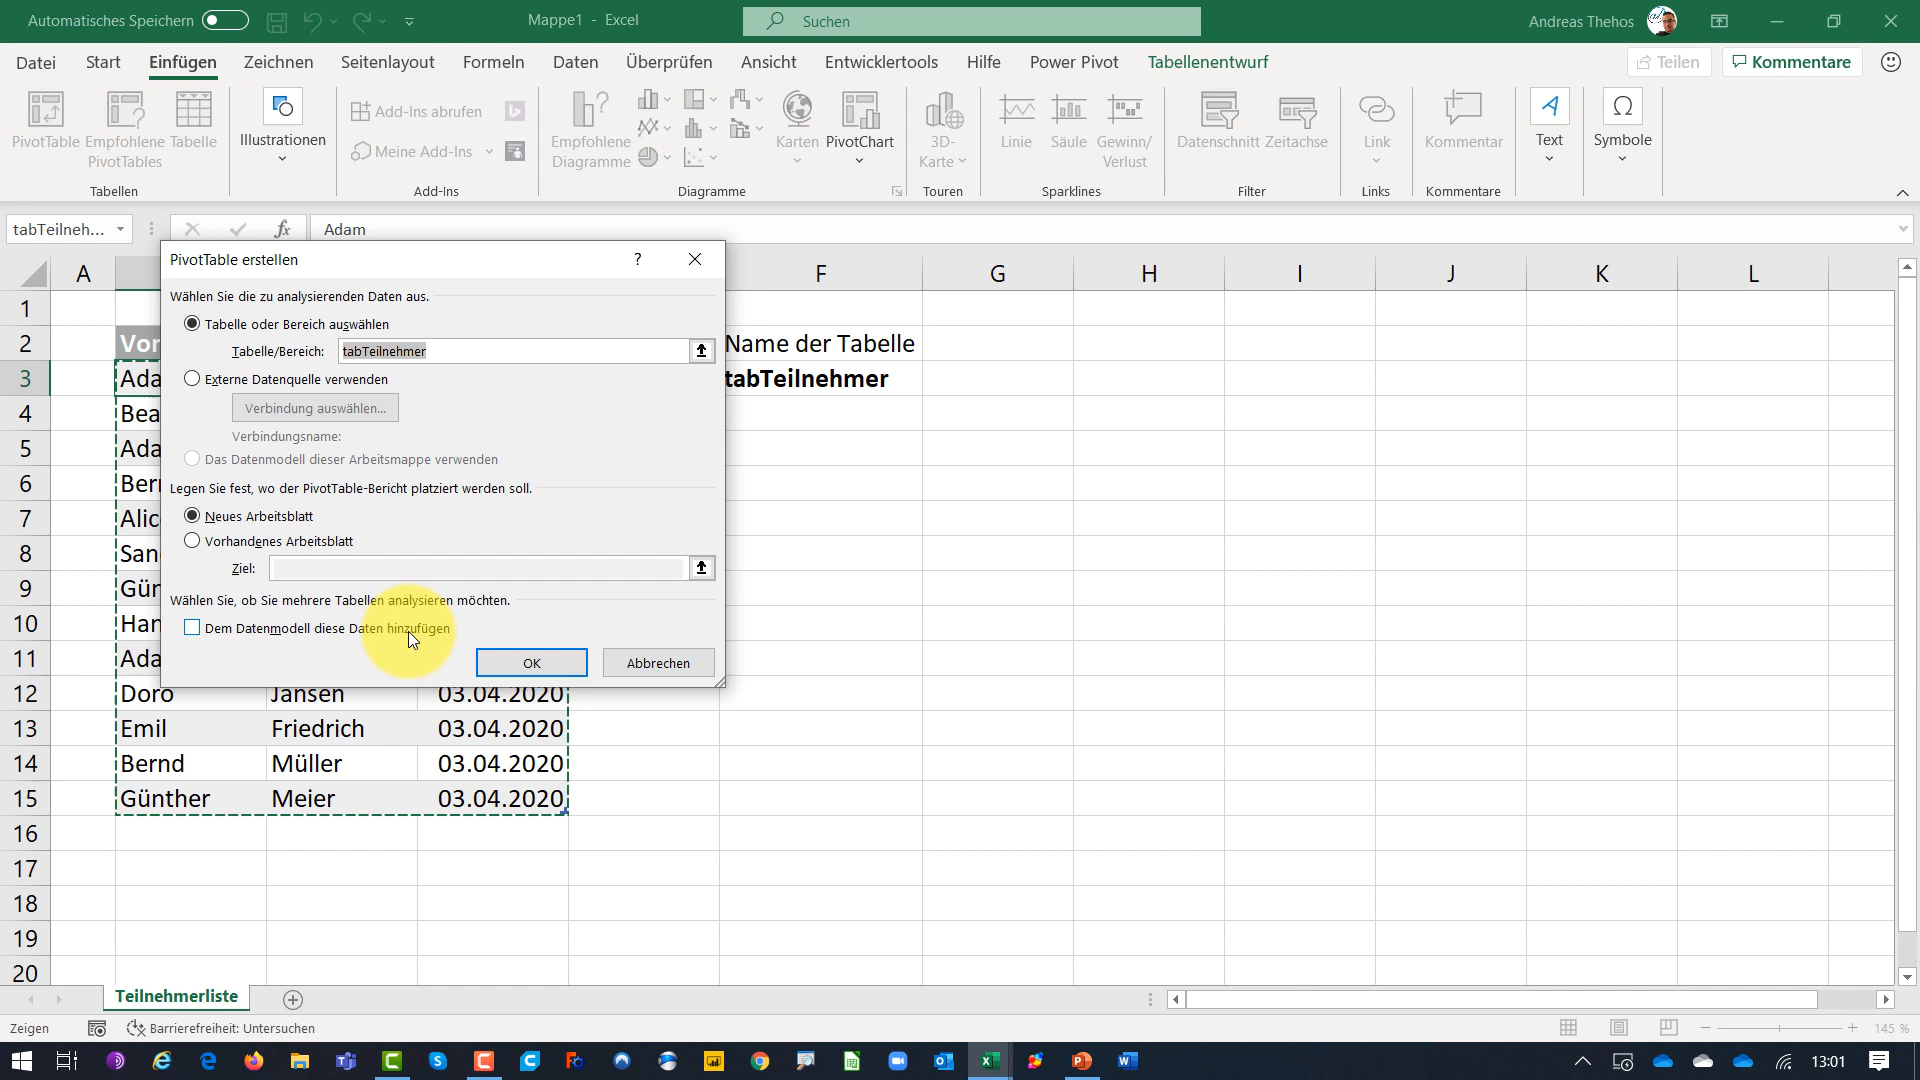 Automatisches Speichern
Mappe1 - Excel
Suchen
Andreas Thehos
Datei Start Einfügen Zeichnen Seitenlayout Formeln Daten Überprüfen Ansicht Entwicklertools Hilfe Power Pivot Tabellenentwurf
Teilen Kommentare
PivotTable Empfohlene PivotTables Tabelle
Tabellen
Illustrationen
Add-Ins abrufen
Meine Add-Ins
Add-Ins
Empfohlene Diagramme
Karten PivotChart
Diagramme
3D-Karte
Touren
Linie Säule Gewinn/Verlust
Sparklines
Datenschnitt Zeitachse
Filter
Link
Links
Kommentar
Kommentare
Text
Symbole
tabTeilneh... fx Adam
A F G H I J K L
PivotTable erstellen ?
Wählen Sie die zu analysierenden Daten aus.
Tabelle oder Bereich auswählen
Tabelle/Bereich: tabTeilnehmer
Externe Datenquelle verwenden
Verbindung auswählen...
Verbindungsname:
Das Datenmodell dieser Arbeitsmappe verwenden
Legen Sie fest, wo der PivotTable-Bericht platziert werden soll.
Neues Arbeitsblatt
Vorhandenes Arbeitsblatt
Ziel:
Wählen Sie, ob Sie mehrere Tabellen analysieren möchten.
Dem Datenmodell diese Daten hinzufügen
OK Abbrechen
1
2 Vor Name der Tabelle
3 Ada tabTeilnehmer
4 Bea
5 Ada
6 Ber
7 Alic
8 San
9 Gün
10 Han
11 Ada
12 Doro Jansen 03.04.2020
13 Emil Friedrich 03.04.2020
14 Bernd Müller 03.04.2020
15 Günther Meier 03.04.2020
16
17
18
19
20
Teilnehmerliste
Zeigen Barrierefreiheit: Untersuchen 145 %
13:01